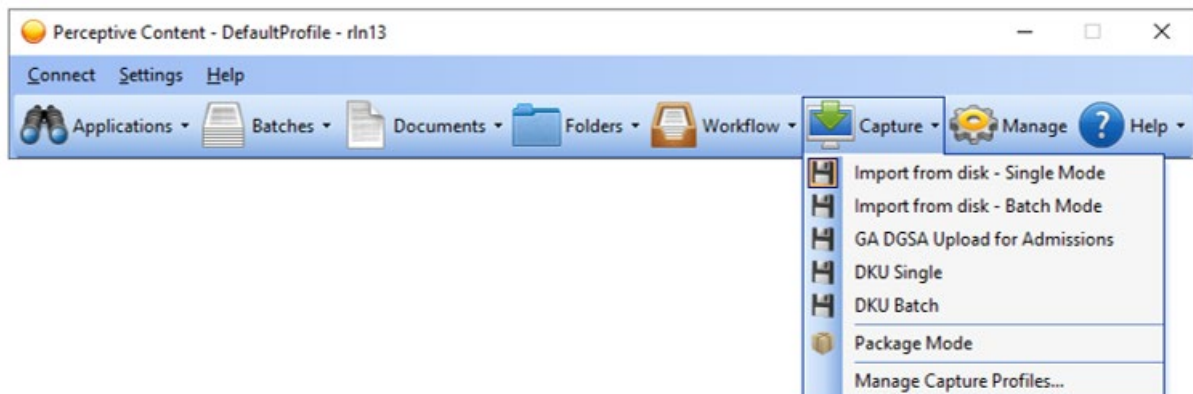 Perceptive Content - DefaultProfile - rln13
Connect Settings Help
Applications Batches Documents Folders Workflow Capture Manage ? Help
Import from disk - Single Mode
Import from disk - Batch Mode
GA DGSA Upload for Admissions
DKU Single
DKU Batch
Package Mode
Manage Capture Profiles...